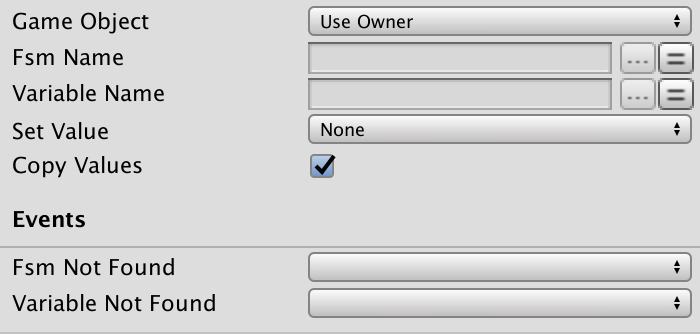 Game Object Use Owner
Fsm Name ... =
Variable Name ... =
Set Value None
Copy Values
Events
Fsm Not Found
Variable Not Found